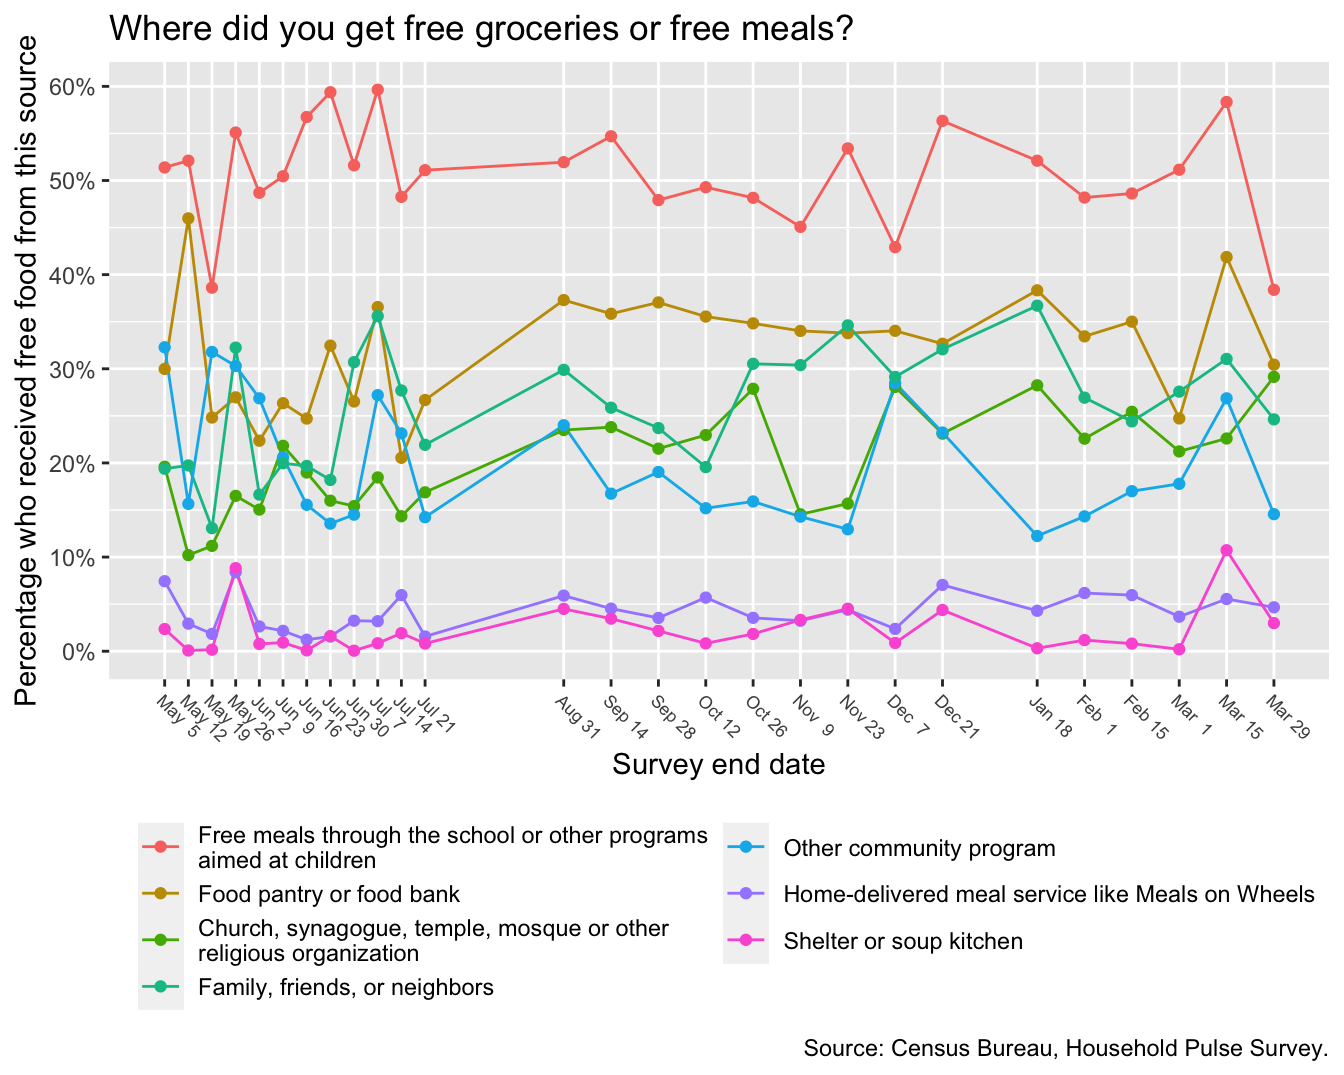 Where did you get free groceries or free meals?
Percentage who received free food from this source
60%
50%
40%
30%
20%
10%
0%
May 5
May 12
May 19
May 26
Jun 2
Jun 9
Jun 16
Jun 23
Jun 30
Jul 7
Jul 14
Jul 21
Aug 31
Sep 14
Sep 28
Oct 12
Oct 26
Nov 9
Nov 23
Dec 7
Dec 21
Jan 18
Feb 1
Feb 15
Mar 1
Mar 15
Mar 29
Survey end date
Free meals through the school or other programs
aimed at children
Food pantry or food bank
Church, synagogue, temple, mosque or other
religious organization
Family, friends, or neighbors
Other community program
Home-delivered meal service like Meals on Wheels
Shelter or soup kitchen
Source: Census Bureau, Household Pulse Survey.